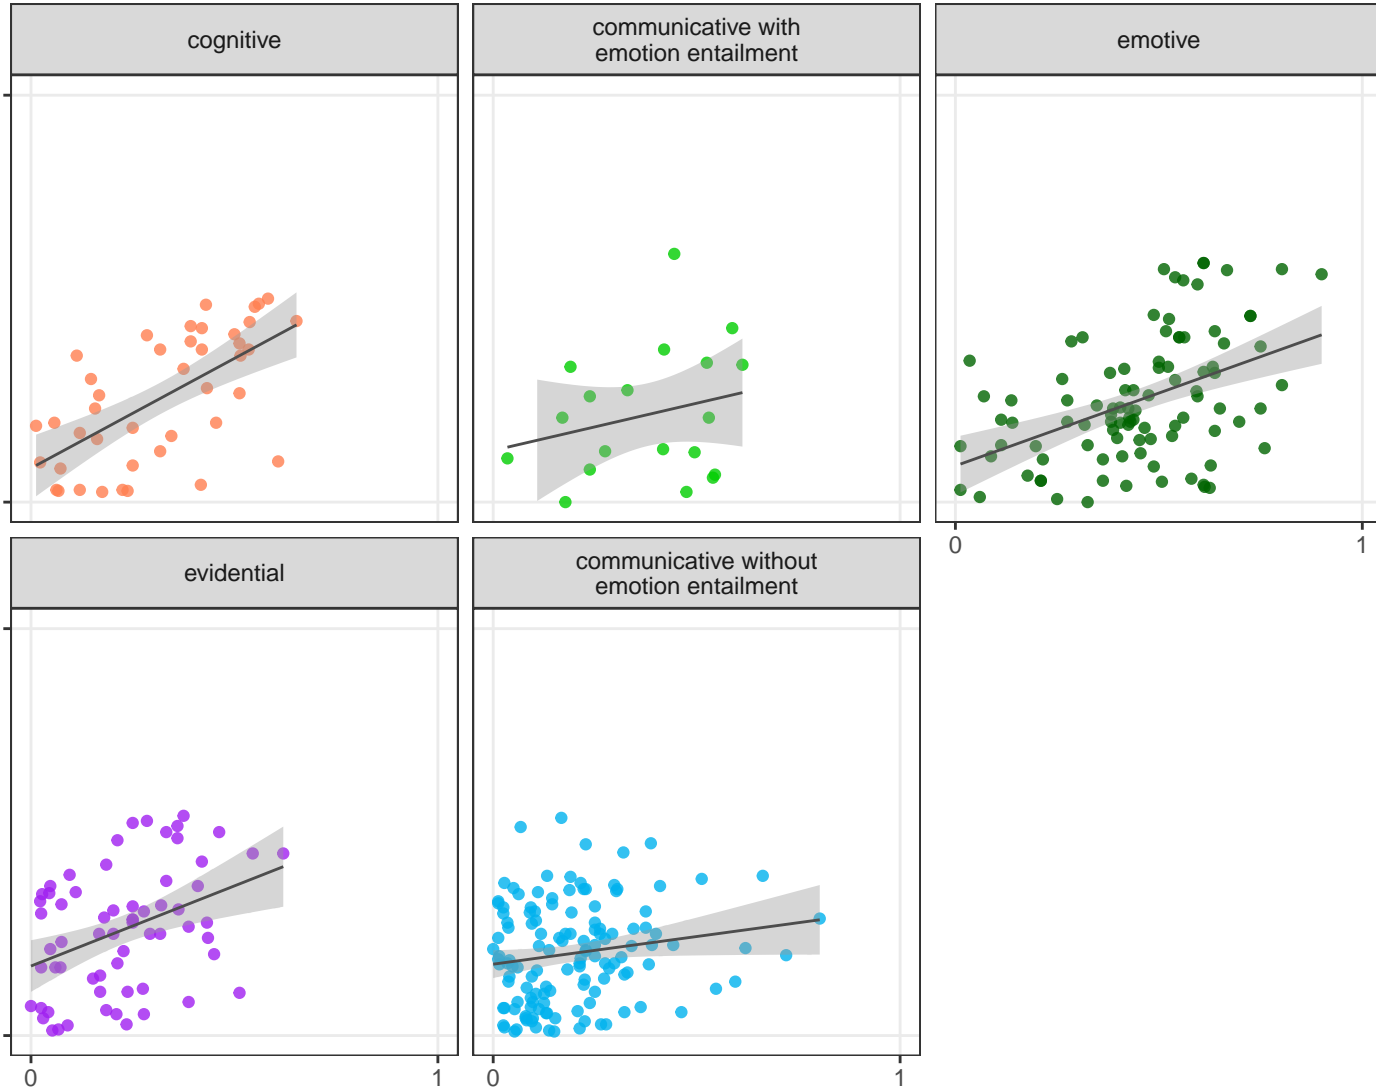 cognitive
communicative with
emotion entailment
emotive
0
1
evidential
communicative without
emotion entailment
0
1
0
1